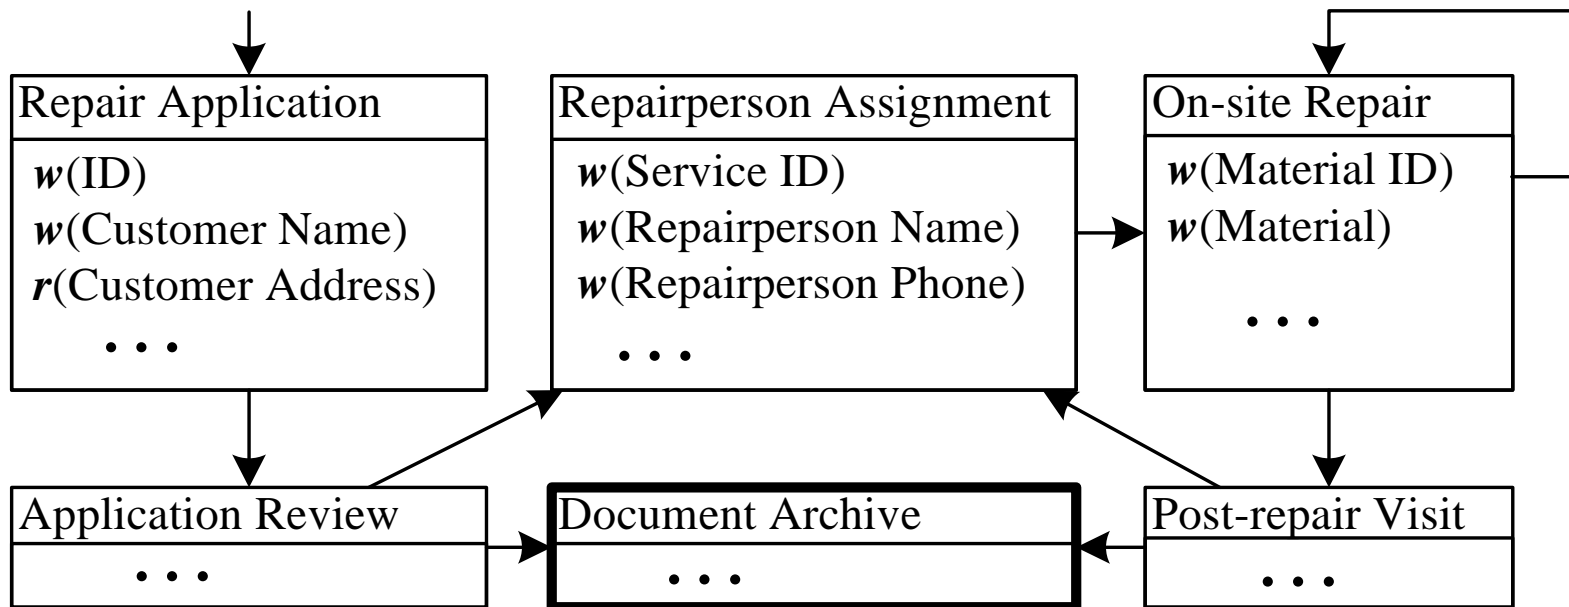 Repair Application
w(ID)
w(Customer Name)
r(Customer Address)
• • •
Repairperson Assignment
w(Service ID)
w(Repairperson Name)
w(Repairperson Phone)
• • •
On-site Repair
w(Material ID)
w(Material)
• • •
Application Review
• • •
Document Archive
• • •
Post-repair Visit
• • •